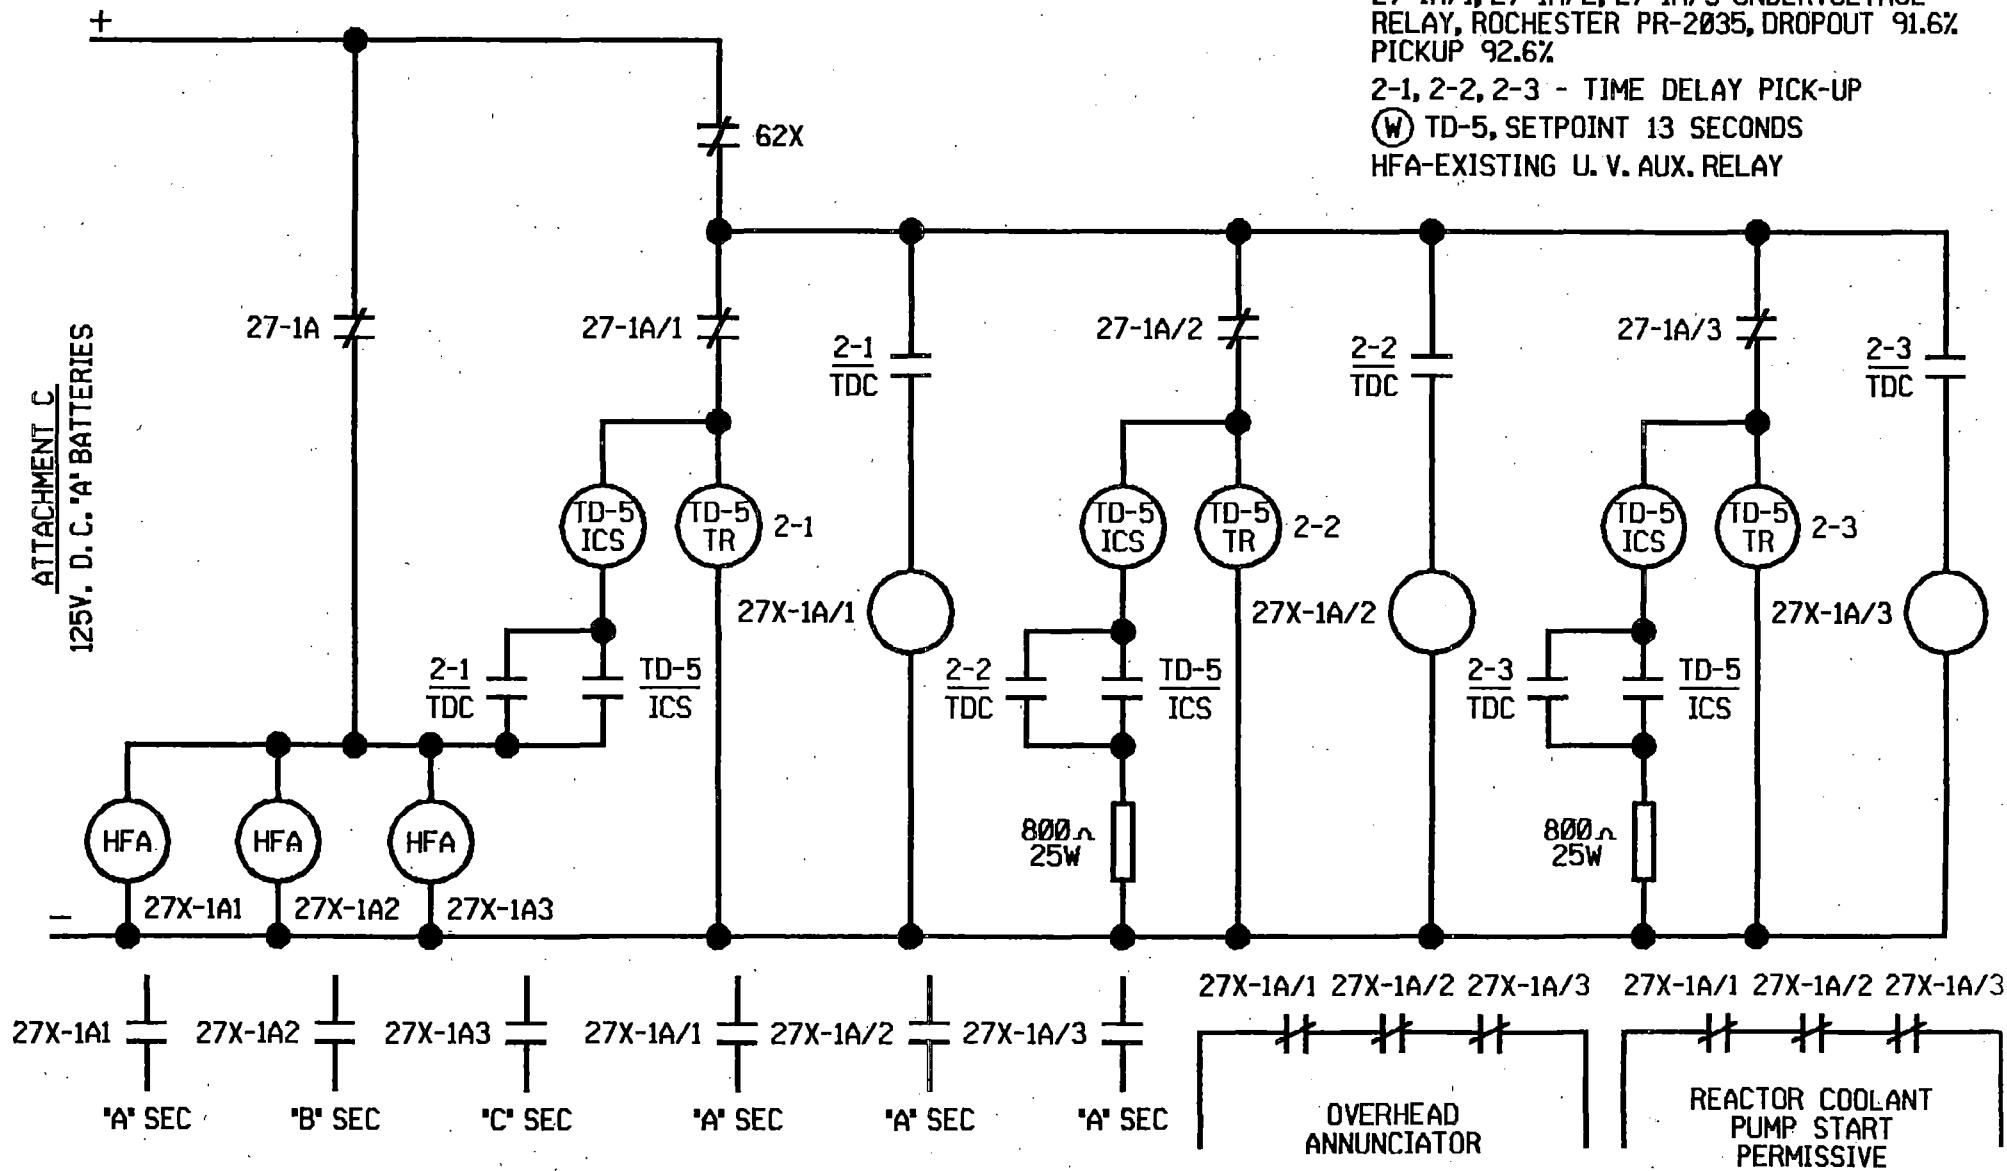 RELAY, ROCHESTER PR-2035, DROPOUT 91.6%
PICKUP 92.6%
2-1, 2-2, 2-3 - TIME DELAY PICK-UP
W TD-5, SETPOINT 13 SECONDS
HFA-EXISTING U. V. AUX. RELAY
ATTACHMENT C
125V. D. C. "A" BATTERIES
+
62X
27-1A
27-1A/1
2-1
TDC
27-1A/2
2-2
TDC
27-1A/3
2-3
TDC
TD-5
ICS
TD-5
TR
2-1
TD-5
ICS
TD-5
TR
2-2
TD-5
ICS
TD-5
TR
2-3
27X-1A/1
27X-1A/2
27X-1A/3
2-1
TDC
TD-5
ICS
2-2
TDC
TD-5
ICS
2-3
TDC
TD-5
ICS
HFA
HFA
HFA
800Ω
25W
800Ω
25W
-
27X-1A1
27X-1A2
27X-1A3
27X-1A1
"A" SEC
27X-1A2
"B" SEC
27X-1A3
"C" SEC
27X-1A/1
"A" SEC
27X-1A/2
"A" SEC
27X-1A/3
"A" SEC
27X-1A/1 27X-1A/2 27X-1A/3
OVERHEAD
ANNUNCIATOR
27X-1A/1 27X-1A/2 27X-1A/3
REACTOR COOLANT
PUMP START
PERMISSIVE